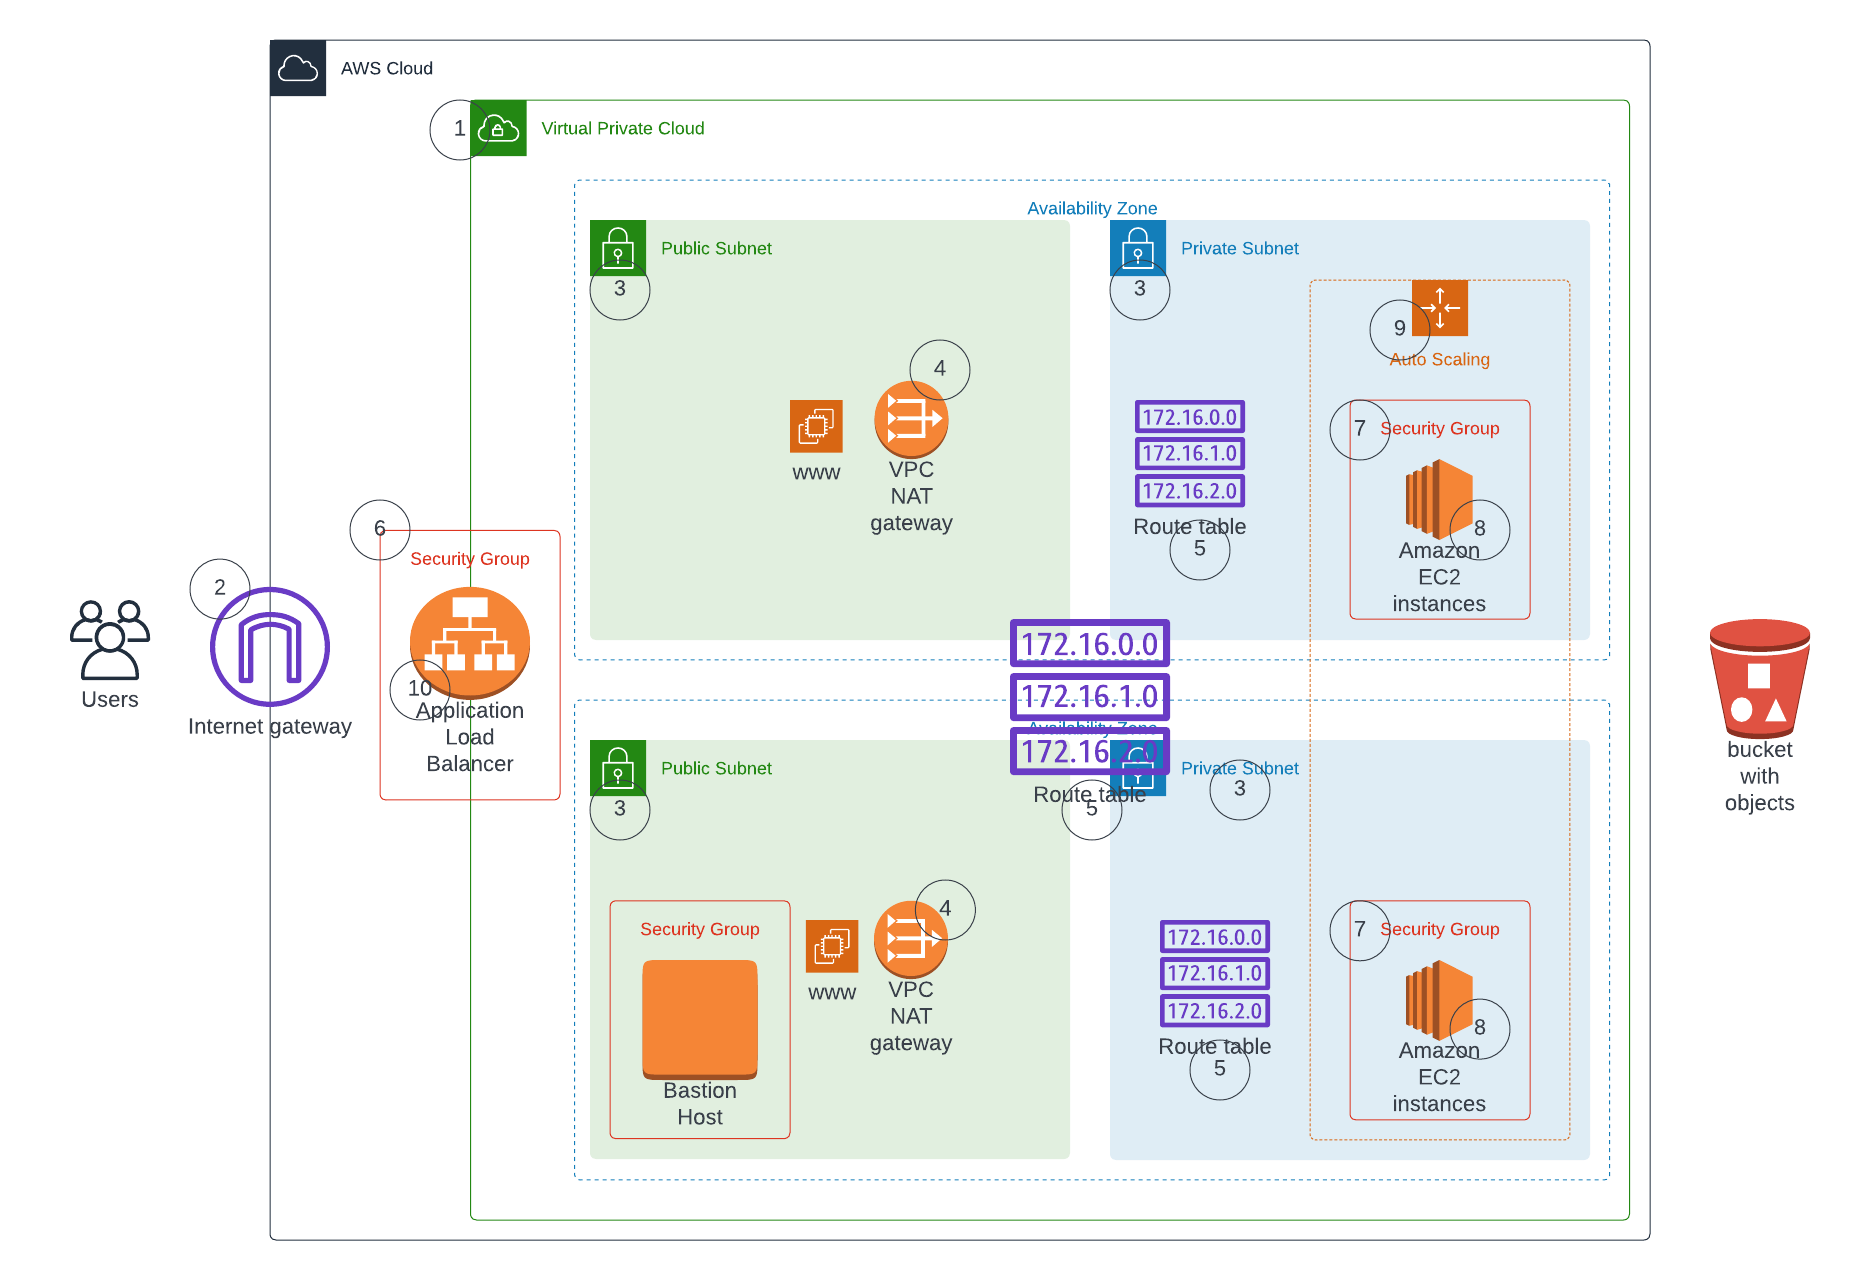 AWS Cloud
1
Virtual Private Cloud
Availability Zone
Public Subnet
3
Private Subnet
3
9
Auto Scaling
4
www
VPC
NAT
gateway
172.16.0.0
172.16.1.0
172.16.2.0
Route table
5
7
Security Group
8
Amazon
EC2
instances
6
Security Group
2
Users
Internet gateway
10
Application
Load
Balancer
172.16.0.0
172.16.1.0
172.16.2.0
Route table
5
bucket
with
objects
Availability Zone
Public Subnet
3
Private Subnet
3
Security Group
Bastion
Host
www
4
VPC
NAT
gateway
172.16.0.0
172.16.1.0
172.16.2.0
Route table
5
7
Security Group
8
Amazon
EC2
instances